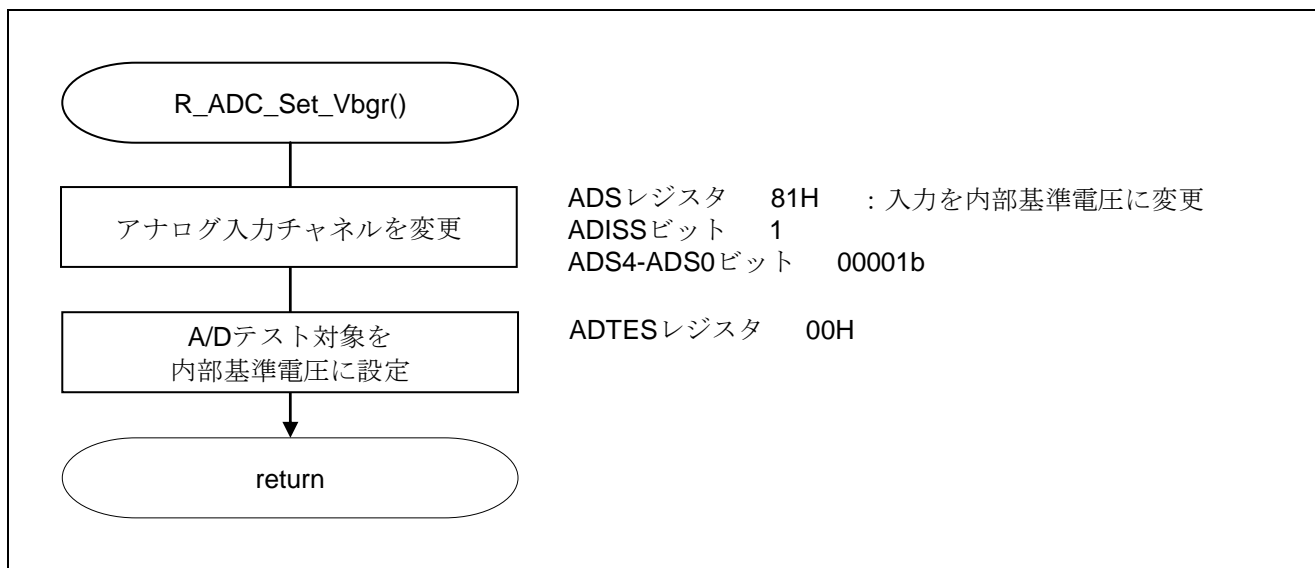 R_ADC_Set_Vbgr()
アナログ入力チャネルを変更
ADSレジスタ 81H :入力を内部基準電圧に変更
ADISSビット 1
ADS4-ADS0ビット 00001b
A/Dテスト対象を
内部基準電圧に設定
ADTESレジスタ 00H
return